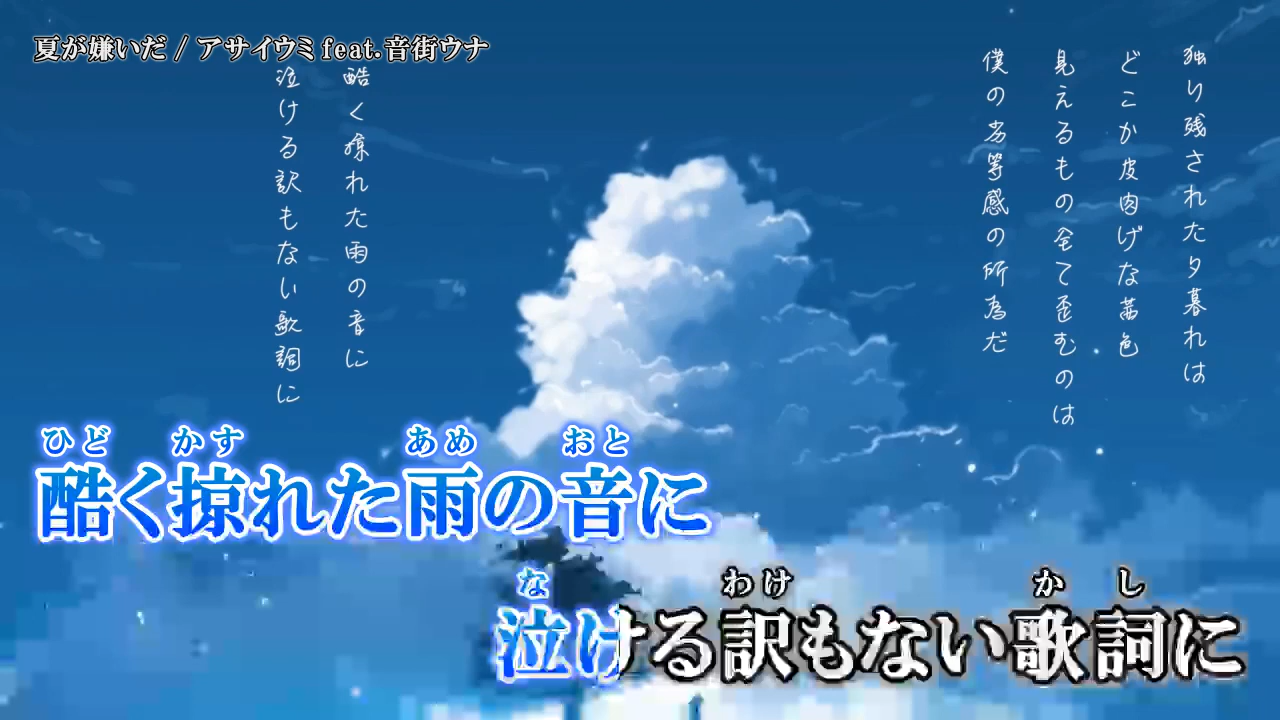 夏が嫌いだ / アサイウミfeat.音街ウナ
独り残された夕暮れは
どこか皮肉げな茜色
見えるもの全て歪むのは
僕の劣等感の所為だ
酷く掠れた雨の音に
泣ける訳もない歌詞に
ひど かす あめ おと
酷く掠れた雨の音に
な わけ か し
泣ける訳もない歌詞に